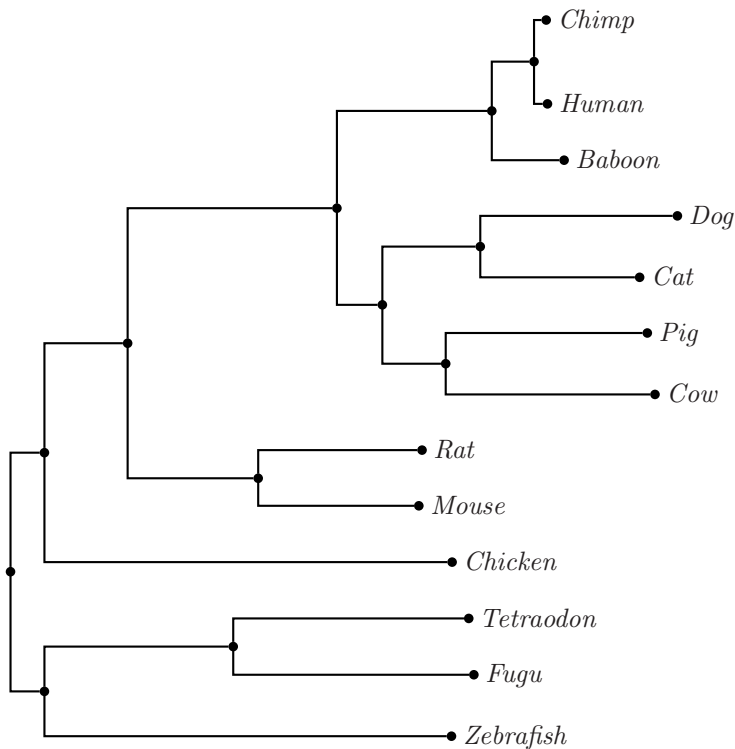 Chimp
Human
Baboon
Dog
Cat
Pig
Cow
Rat
Mouse
Chicken
Tetraodon
Fugu
Zebrafish